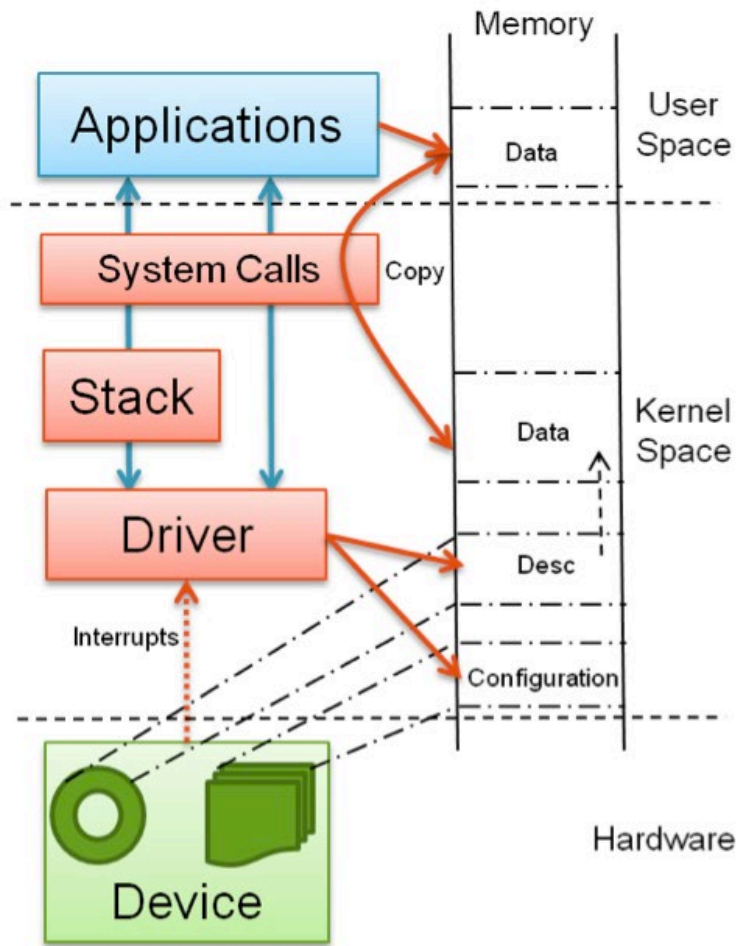 Memory
Applications
Data
User
Space
System Calls
Copy
Stack
Data
Kernel
Space
Driver
Desc
Interrupts
Configuration
Device
Hardware